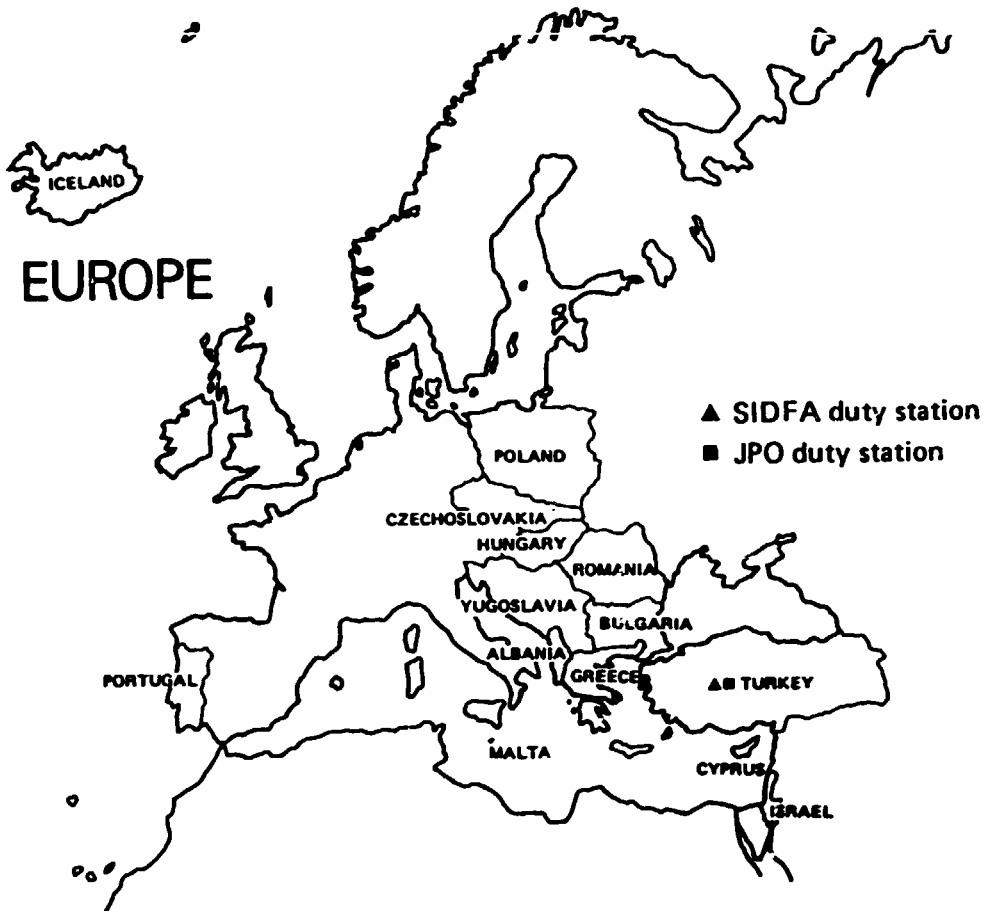 ICELAND
EUROPE
▲ SIDFA duty station
■ JPO duty station
POLAND
CZECHOSLOVAKIA
HUNGARY
ROMANIA
YUGOSLAVIA
BULGARIA
ALBANIA
GREECE
PORTUGAL
▲■ TURKEY
MALTA
CYPRUS
ISRAEL